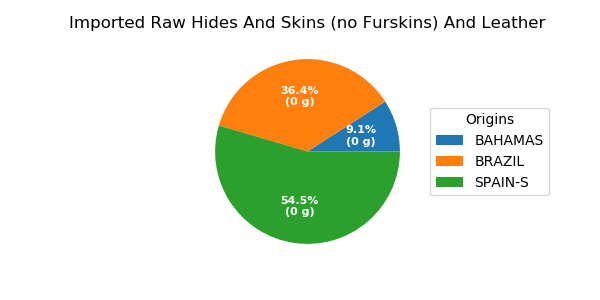 Imported Raw Hides And Skins (no Furskins) And Leather
36.4%
(0 g)
9.1%
(0 g)
54.5%
(0 g)
Origins
BAHAMAS
BRAZIL
SPAIN-S